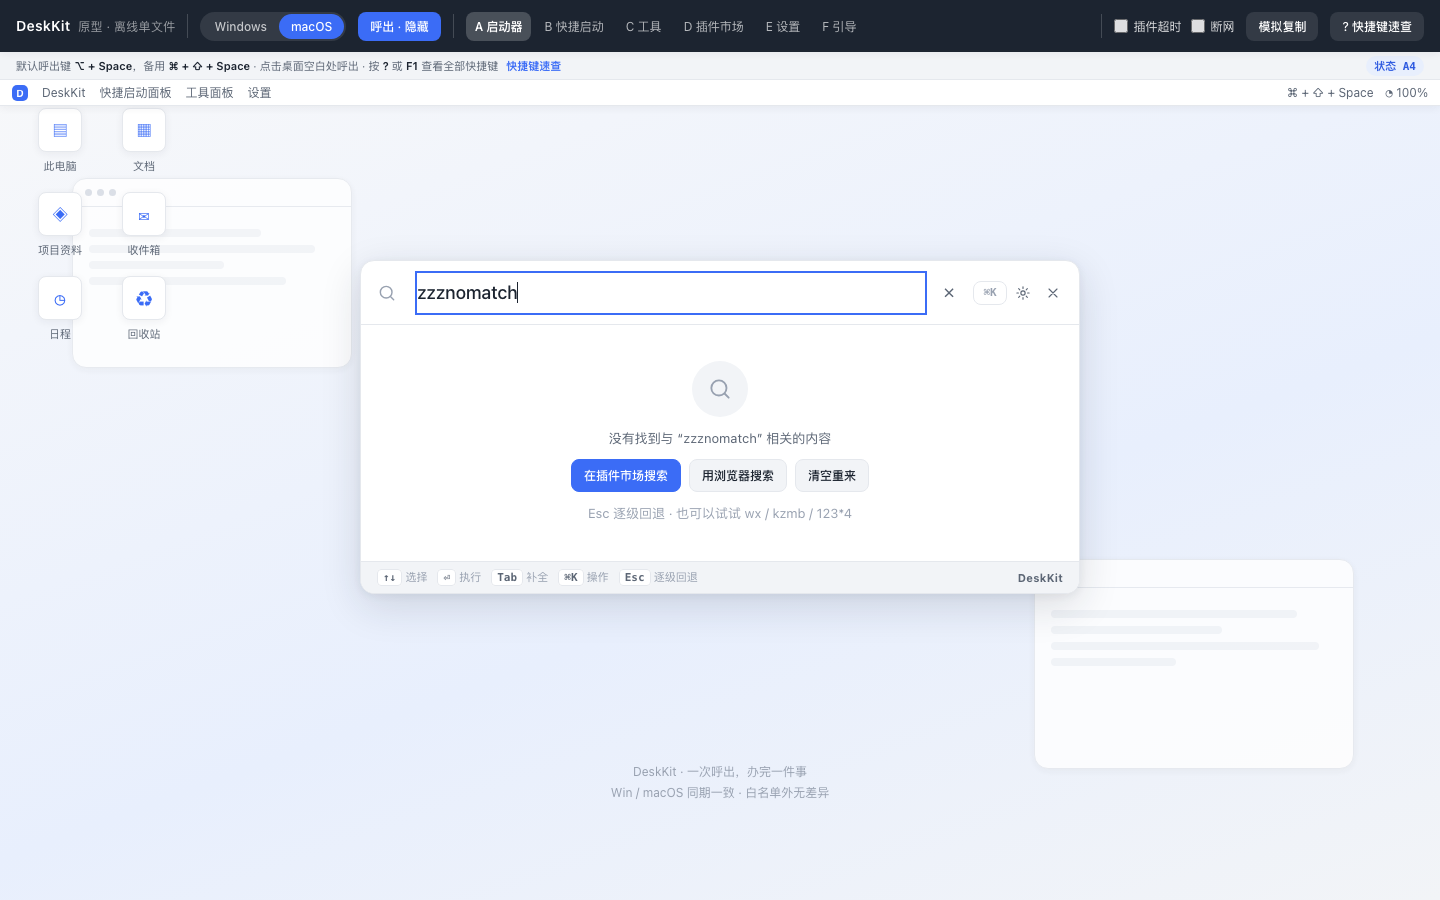 DeskKit 原型 · 离线单文件 Windows macOS 呼出 · 隐藏 A 启动器 B 快捷启动 C 工具 D 插件市场 E 设置 F 引导 插件超时 断网 模拟复制 ? 快捷键速查
默认呼出键 ⌥ + Space，备用 ⌘ + ⇧ + Space · 点击桌面空白处呼出 · 按 ? 或 F1 查看全部快捷键 快捷键速查 状态 A4
D DeskKit 快捷启动面板 工具面板 设置 ⌘ + ⇧ + Space ◔ 100%
此电脑 文档
项目资料 收件箱
日程 回收站
zzznomatch ⌘K
没有找到与 “zzznomatch” 相关的内容
在插件市场搜索 用浏览器搜索 清空重来
Esc 逐级回退 · 也可以试试 wx / kzmb / 123*4
↑↓ 选择 ⏎ 执行 Tab 补全 ⌘K 操作 Esc 逐级回退 DeskKit
DeskKit · 一次呼出，办完一件事
Win / macOS 同期一致 · 白名单外无差异